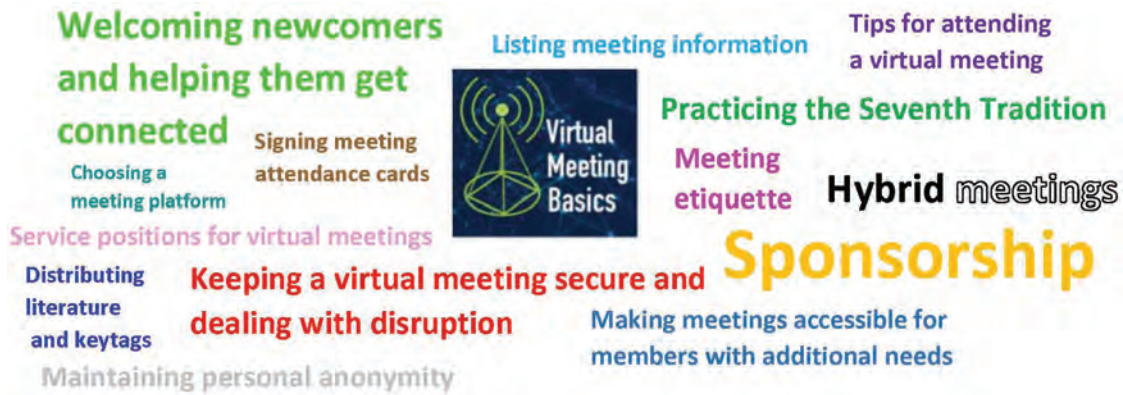 Welcoming newcomers
and helping them get
connected
Listing meeting information
Tips for attending
a virtual meeting
Practicing the Seventh Tradition
Signing meeting
attendance cards
Virtual
Meeting
Basics
Meeting
etiquette
Choosing a
meeting platform
Hybrid meetings
Service positions for virtual meetings
Sponsorship
Distributing
literature
and keytags
Keeping a virtual meeting secure and
dealing with disruption
Making meetings accessible for
members with additional needs
Maintaining personal anonymity